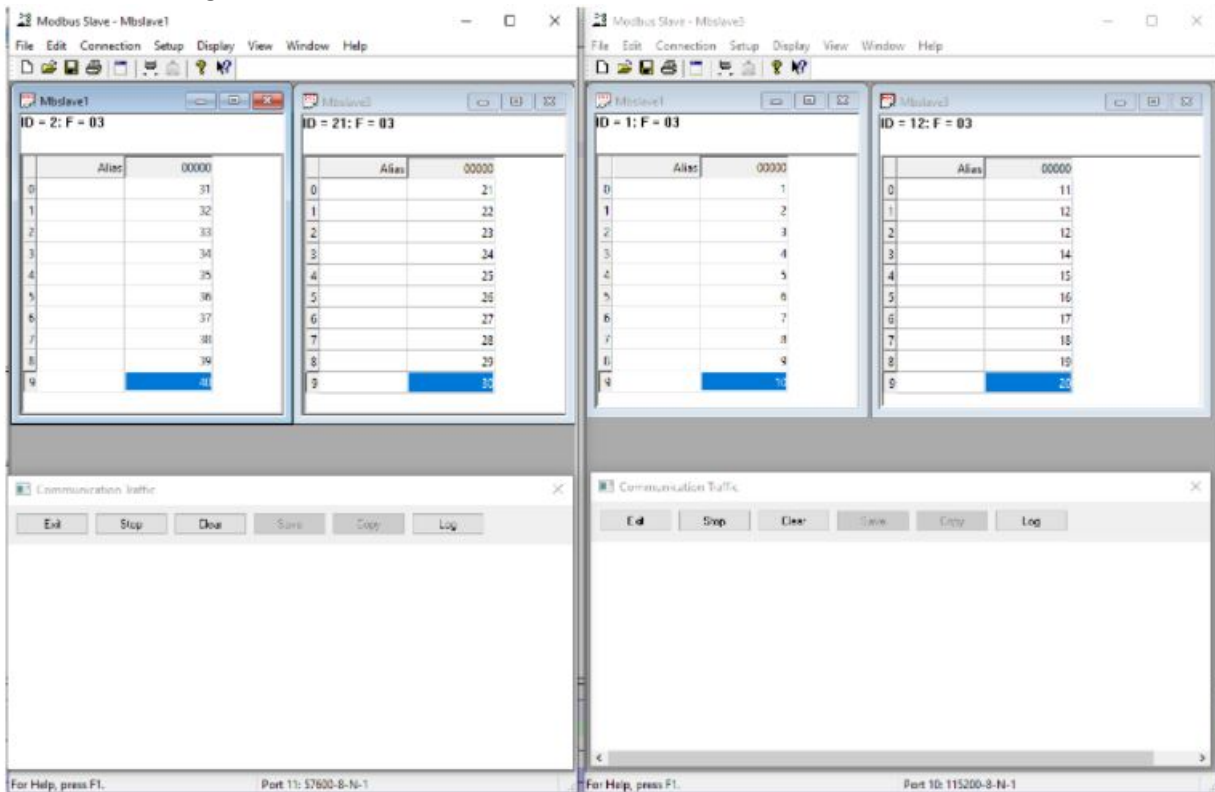 Modbus Slave - Mbslave1
File Edit Connection Setup Display View Window Help
Mbslave1
ID = 2: F = 03
Alias 00000
0 31
1 32
2 33
3 34
4 35
5 36
6 37
7 38
8 39
9 40
Mbslave3
ID = 21: F = 03
Alias 00000
0 21
1 22
2 23
3 24
4 25
5 26
6 27
7 28
8 29
9 30
Communication Traffic
Exit Stop Clear Save Copy Log
For Help, press F1. Port 11: 57600-8-N-1
Modbus Slave - Mbslave3
File Edit Connection Setup Display View Window Help
Mbslave1
ID = 1: F = 03
Alias 00000
0 1
1 2
2 3
3 4
4 5
5 6
6 7
7 8
8 9
9 10
Mbslave3
ID = 12: F = 03
Alias 00000
0 11
1 12
2 12
3 14
4 15
5 16
6 17
7 18
8 19
9 20
Communication Traffic
Exit Stop Clear Save Copy Log
For Help, press F1. Port 10: 115200-8-N-1